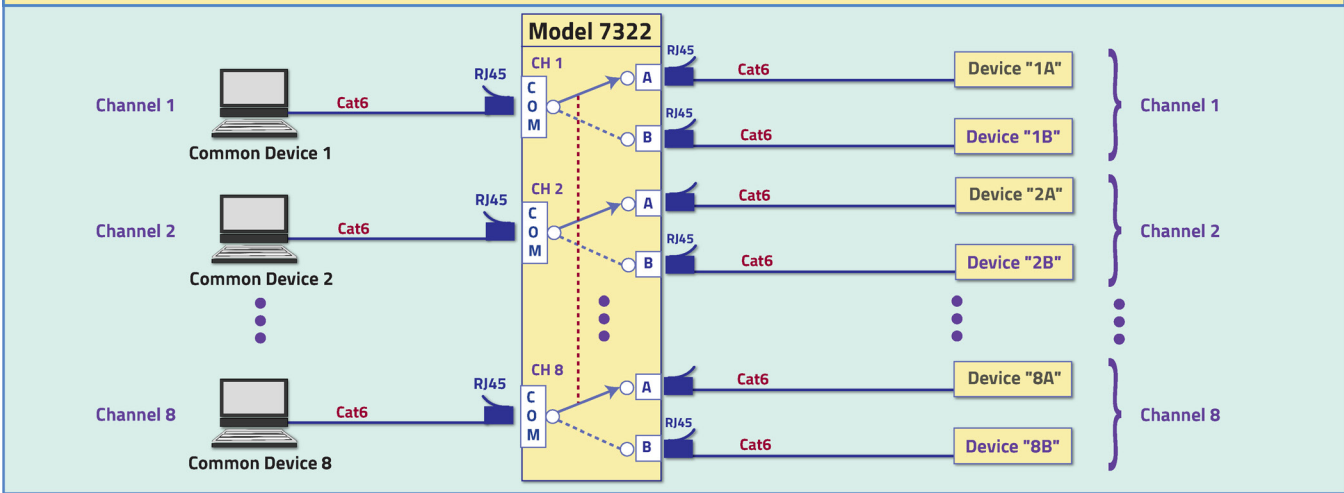 Model 7322
Channel 1
Common Device 1
Cat6
RJ45
CH 1
COM
A
B
RJ45
Cat6
Device "1A"
RJ45
Cat6
Device "1B"
Channel 1
Channel 2
Common Device 2
Cat6
RJ45
CH 2
COM
A
B
Cat6
Device "2A"
RJ45
Cat6
Device "2B"
Channel 2
Channel 8
Common Device 8
Cat6
RJ45
CH 8
COM
A
B
Cat6
Device "8A"
RJ45
Cat6
Device "8B"
Channel 8